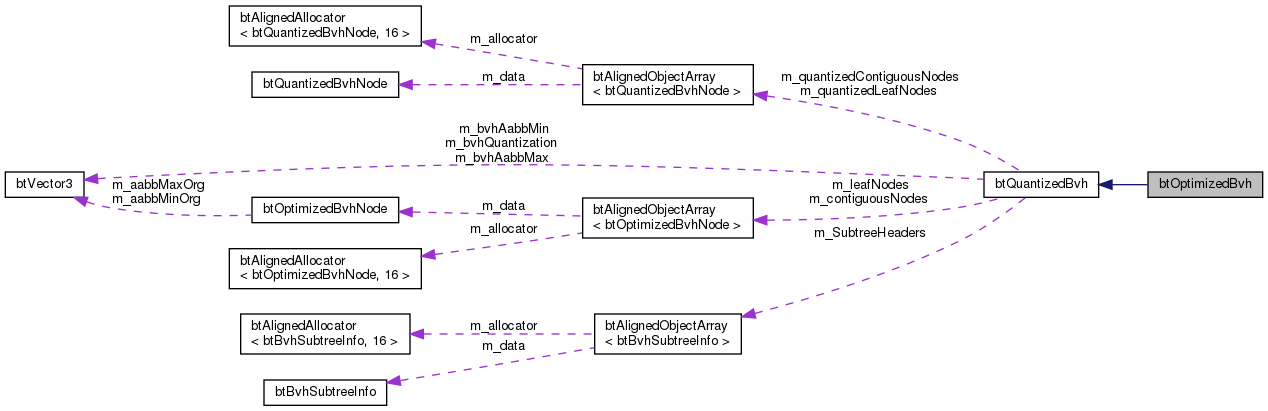 btAlignedAllocator
< btQuantizedBvhNode, 16 >
m_allocator
btQuantizedBvhNode
m_data
btAlignedObjectArray
< btQuantizedBvhNode >
m_quantizedContiguousNodes
m_quantizedLeafNodes
m_bvhAabbMin
m_bvhQuantization
m_bvhAabbMax
btVector3
m_aabbMaxOrg
m_aabbMinOrg
btOptimizedBvhNode
m_data
m_allocator
btAlignedObjectArray
< btOptimizedBvhNode >
m_leafNodes
m_contiguousNodes
btQuantizedBvh
btOptimizedBvh
m_SubtreeHeaders
btAlignedAllocator
< btOptimizedBvhNode, 16 >
btAlignedAllocator
< btBvhSubtreeInfo, 16 >
m_allocator
m_data
btAlignedObjectArray
< btBvhSubtreeInfo >
btBvhSubtreeInfo